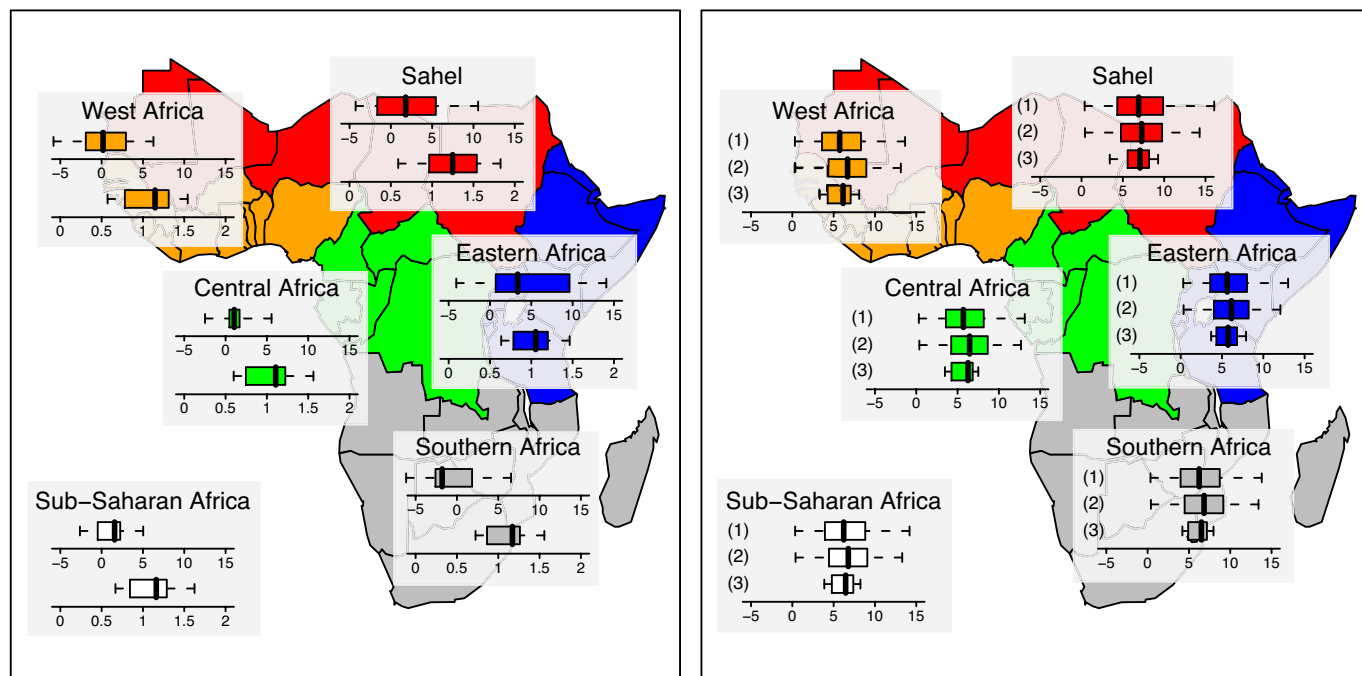 Sahel
−5 0 5 10 15
0 0.5 1 1.5 2
West Africa
−5 0 5 10 15
0 0.5 1 1.5 2
Eastern Africa
−5 0 5 10 15
0 0.5 1 1.5 2
Central Africa
−5 0 5 10 15
0 0.5 1 1.5 2
Southern Africa
−5 0 5 10 15
0 0.5 1 1.5 2
Sub−Saharan Africa
−5 0 5 10 15
0 0.5 1 1.5 2
Sahel
(1)
(2)
(3)
−5 0 5 10 15
West Africa
(1)
(2)
(3)
−5 0 5 10 15
Eastern Africa
(1)
(2)
(3)
−5 0 5 10 15
Central Africa
(1)
(2)
(3)
−5 0 5 10 15
Southern Africa
(1)
(2)
(3)
−5 0 5 10 15
Sub−Saharan Africa
(1)
(2)
(3)
−5 0 5 10 15